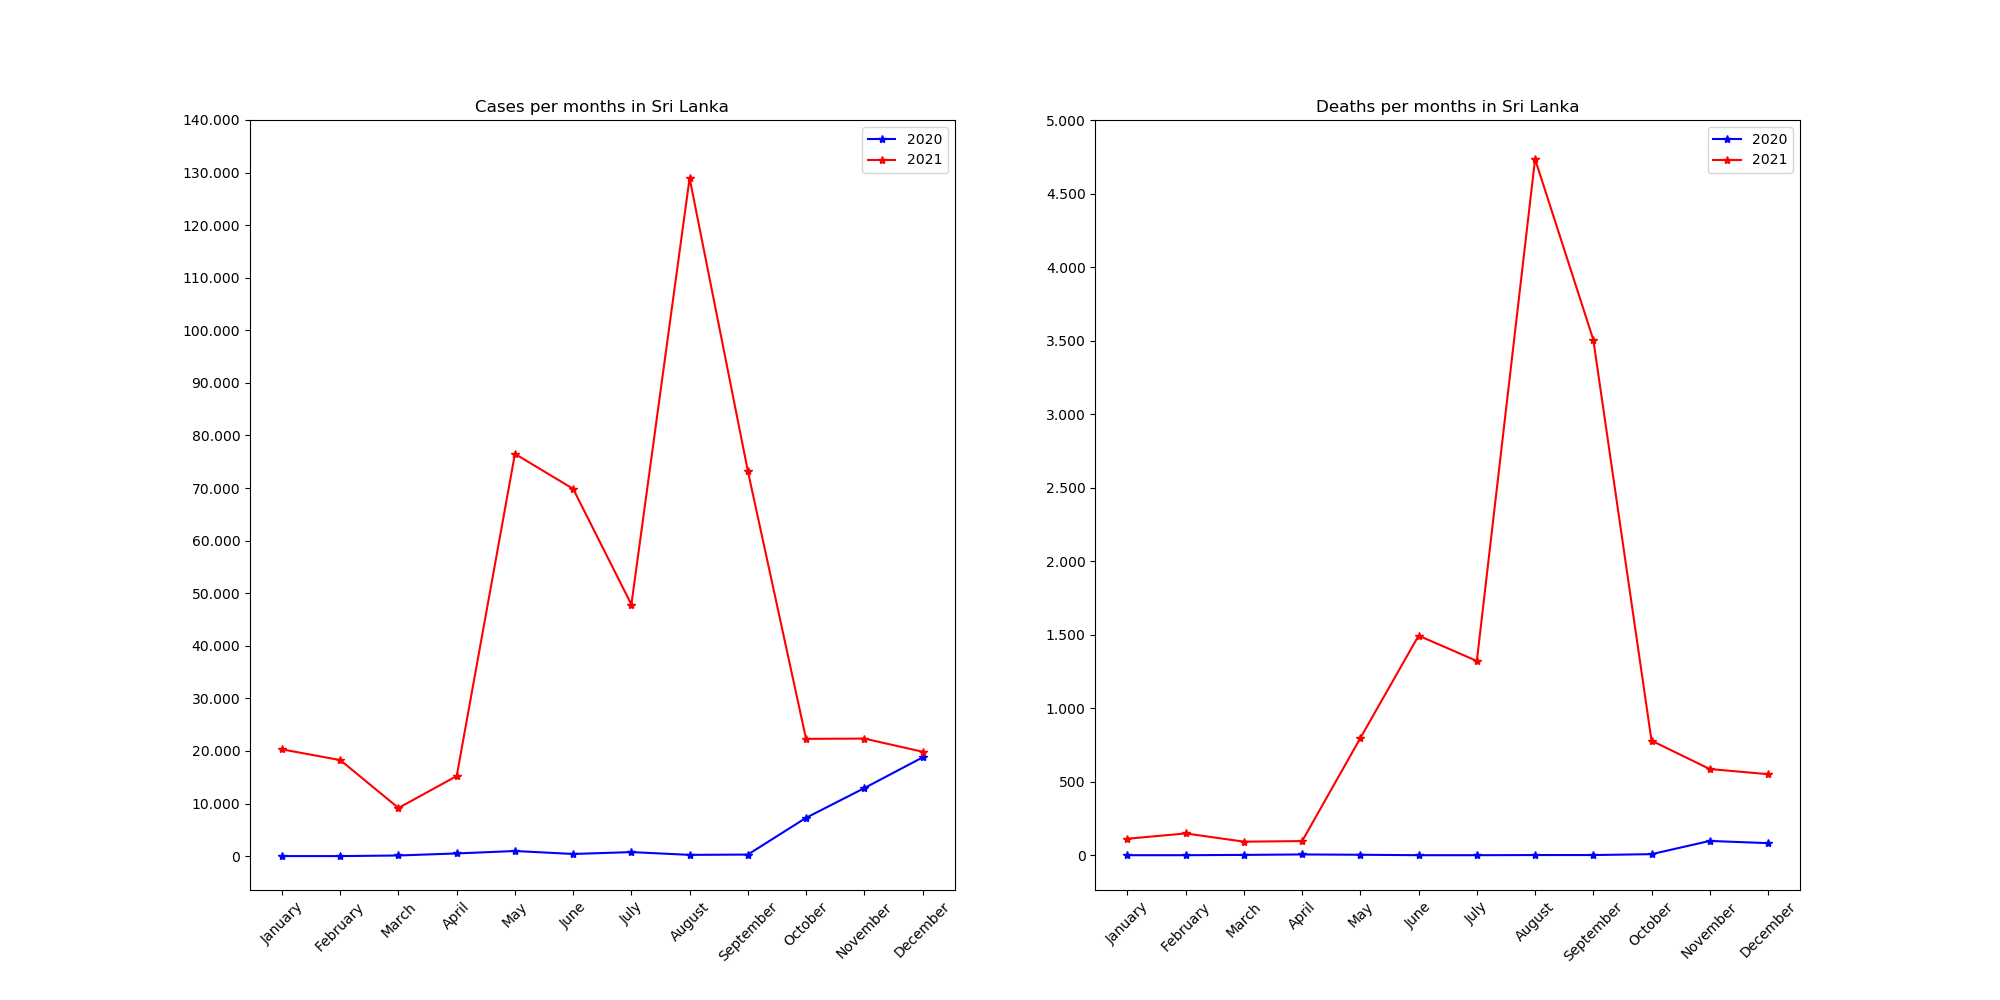 Cases per months in Sri Lanka
140.000
130.000
120.000
110.000
100.000
90.000
80.000
70.000
60.000
50.000
40.000
30.000
20.000
10.000
0
2020
2021
January
February
March
April
May
June
July
August
September
October
November
December
Deaths per months in Sri Lanka
5.000
4.500
4.000
3.500
3.000
2.500
2.000
1.500
1.000
500
0
2020
2021
January
February
March
April
May
June
July
August
September
October
November
December